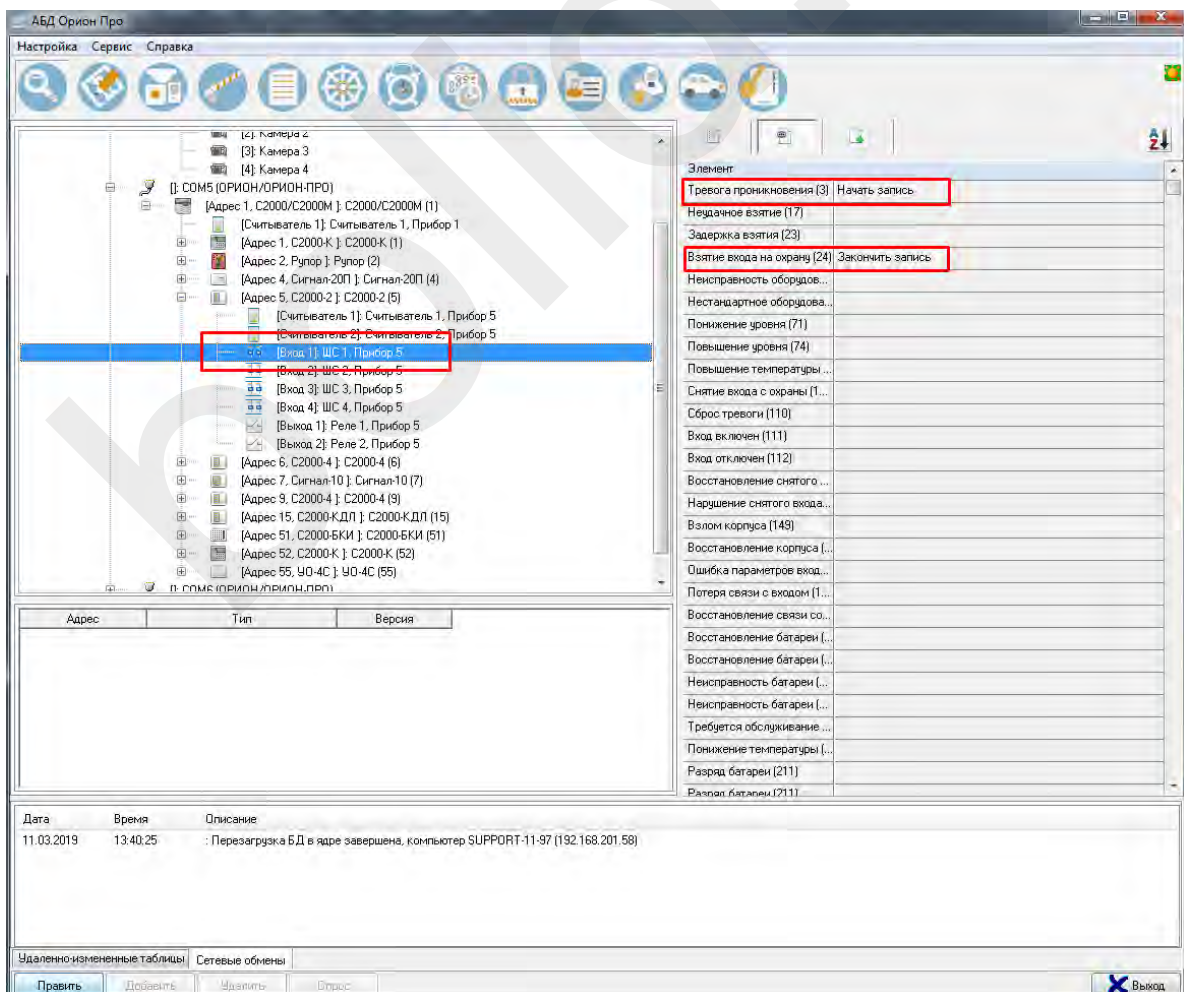 АБД Орион Про
Настройка Сервис Справка
[2]: Камера 2
[3]: Камера 3
[4]: Камера 4
[]: COM5 (ОРИОН/ОРИОН-ПРО)
[Адрес 1, С2000/С2000М ]: С2000/С2000М (1)
[Считыватель 1]: Считыватель 1, Прибор 1
[Адрес 1, С2000-К ]: С2000-К (1)
[Адрес 2, Рупор ]: Рупор (2)
[Адрес 4, Сигнал-20П ]: Сигнал-20П (4)
[Адрес 5, С2000-2 ]: С2000-2 (5)
[Считыватель 1]: Считыватель 1, Прибор 5
[Считыватель 2]: Считыватель 2, Прибор 5
[Вход 1]: ШС 1, Прибор 5
[Вход 2]: ШС 2, Прибор 5
[Вход 3]: ШС 3, Прибор 5
[Вход 4]: ШС 4, Прибор 5
[Выход 1]: Реле 1, Прибор 5
[Выход 2]: Реле 2, Прибор 5
[Адрес 6, С2000-4 ]: С2000-4 (6)
[Адрес 7, Сигнал-10 ]: Сигнал-10 (7)
[Адрес 9, С2000-4 ]: С2000-4 (9)
[Адрес 15, С2000-КДЛ ]: С2000-КДЛ (15)
[Адрес 51, С2000-БКИ ]: С2000-БКИ (51)
[Адрес 52, С2000-К ]: С2000-К (52)
[Адрес 55, УО-4С ]: УО-4С (55)
[]: COM6 (ОРИОН/ОРИОН-ПРО)
Адрес Тип Версия
Элемент
Тревога проникновения (3) Начать запись
Неудачное взятие (17)
Задержка взятия (23)
Взятие входа на охрану (24) Закончить запись
Неисправность оборудов...
Нестандартное оборудова...
Понижение уровня (71)
Повышение уровня (74)
Повышение температуры ...
Снятие входа с охраны (1...
Сброс тревоги (110)
Вход включен (111)
Вход отключен (112)
Восстановление снятого ...
Нарушение снятого входа...
Взлом корпуса (149)
Восстановление корпуса (...
Ошибка параметров вход...
Потеря связи с входом (1...
Восстановление связи со...
Восстановление батареи (...
Восстановление батареи (...
Неисправность батареи (...
Неисправность батареи (...
Требуется обслуживание ...
Понижение температуры (...
Разряд батареи (211)
Разряд батареи (211)
Дата Время Описание
11.03.2019 13:40:25 : Перезагрузка БД в ядре завершена, компьютер SUPPORT-11-97 (192.168.201.58)
Удаленно-измененные таблицы Сетевые обмены
Править Добавить Удалить Опрос Выход